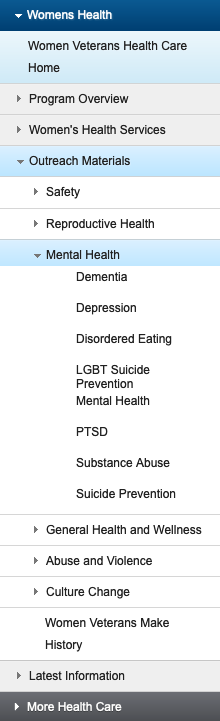 Womens Health
Women Veterans Health Care
Home
Program Overview
Women's Health Services
Outreach Materials
Safety
Reproductive Health
Mental Health
Dementia
Depression
Disordered Eating
LGBT Suicide
Prevention
Mental Health
PTSD
Substance Abuse
Suicide Prevention
General Health and Wellness
Abuse and Violence
Culture Change
Women Veterans Make
History
Latest Information
More Health Care